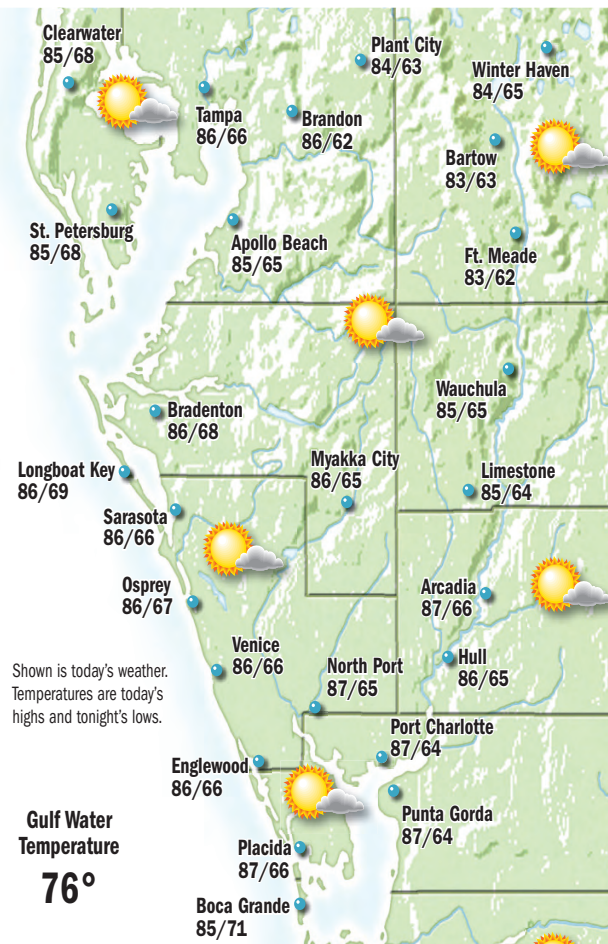 Clearwater
85/68
Plant City
84/63
Winter Haven
84/65
Tampa
86/66
Brandon
86/62
Bartow
83/63
St. Petersburg
85/68
Apollo Beach
85/65
Ft. Meade
83/62
Wauchula
85/65
Bradenton
86/68
Longboat Key
86/69
Myakka City
86/65
Limestone
85/64
Sarasota
86/66
Osprey
86/67
Arcadia
87/66
Venice
86/66
North Port
87/65
Hull
86/65
Shown is today's weather.
Temperatures are today's
highs and tonight's lows.
Port Charlotte
87/64
Englewood
86/66
Punta Gorda
87/64
Gulf Water
Temperature
76°
Placida
87/66
Boca Grande
85/71